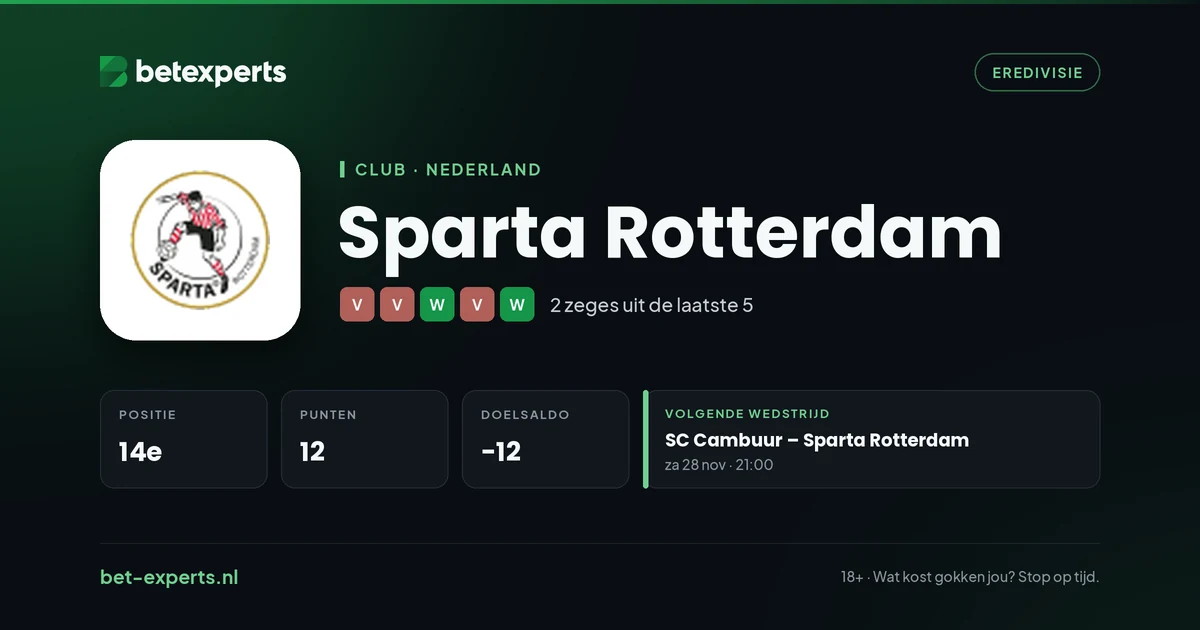 betexperts
EREDIVISIE
SPARTA
ROTTERDAM
CLUB · NEDERLAND
Sparta Rotterdam
V V W V W 2 zeges uit de laatste 5
POSITIE
14e
PUNTEN
12
DOELSALDO
−12
VOLGENDE WEDSTRIJD
SC Cambuur – Sparta Rotterdam
za 28 nov · 21:00
bet-experts.nl
18+ · Wat kost gokken jou? Stop op tijd.